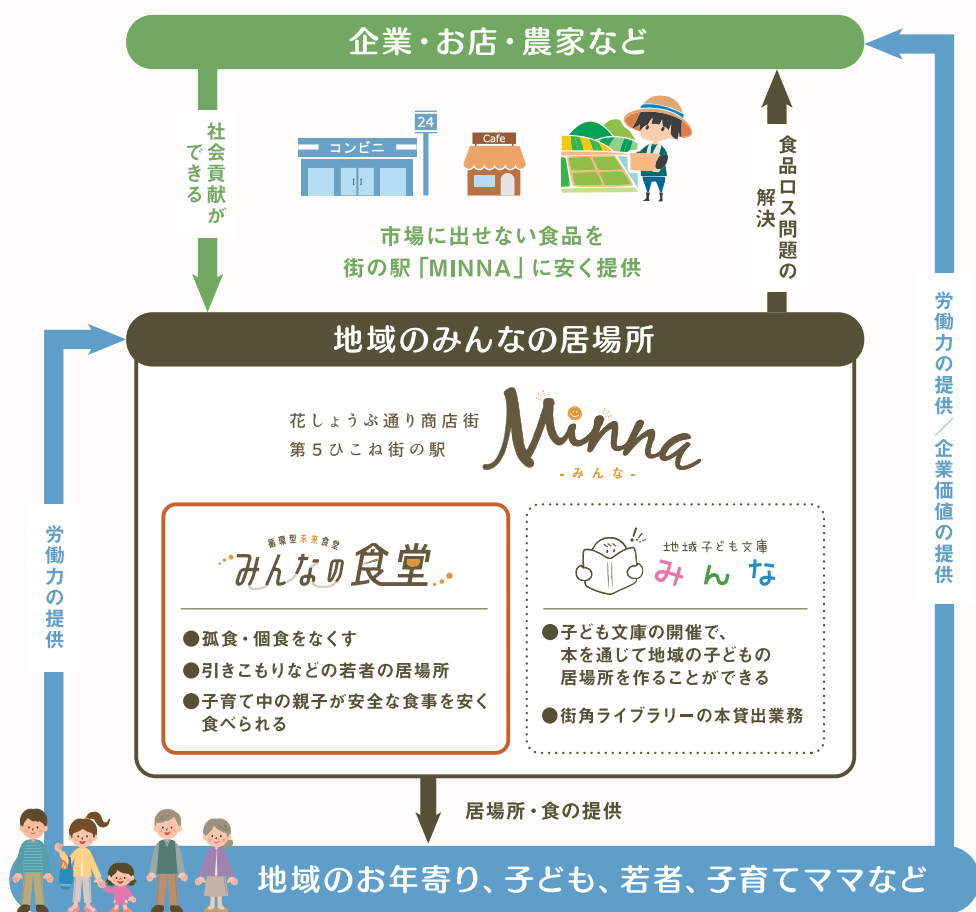 企業・お店・農家など
社会貢献が
できる
24
コンビニ
Cafe
食品ロス問題の
解決
市場に出せない食品を
街の駅「MINNA」に安く提供
地域のみんなの居場所
労働力の提供／企業価値の提供
労働力の提供
花しょうぶ通り商店街
第5ひこね街の駅
Minna
-みんな-
循環型未来食堂
みんなの食堂
●孤食・個食をなくす
●引きこもりなどの若者の居場所
●子育て中の親子が安全な食事を安く
食べられる
地域子ども文庫
みんな
●子ども文庫の開催で、
本を通じて地域の子どもの
居場所を作ることができる
●街角ライブラリーの本貸出業務
居場所・食の提供
地域のお年寄り、子ども、若者、子育てママなど